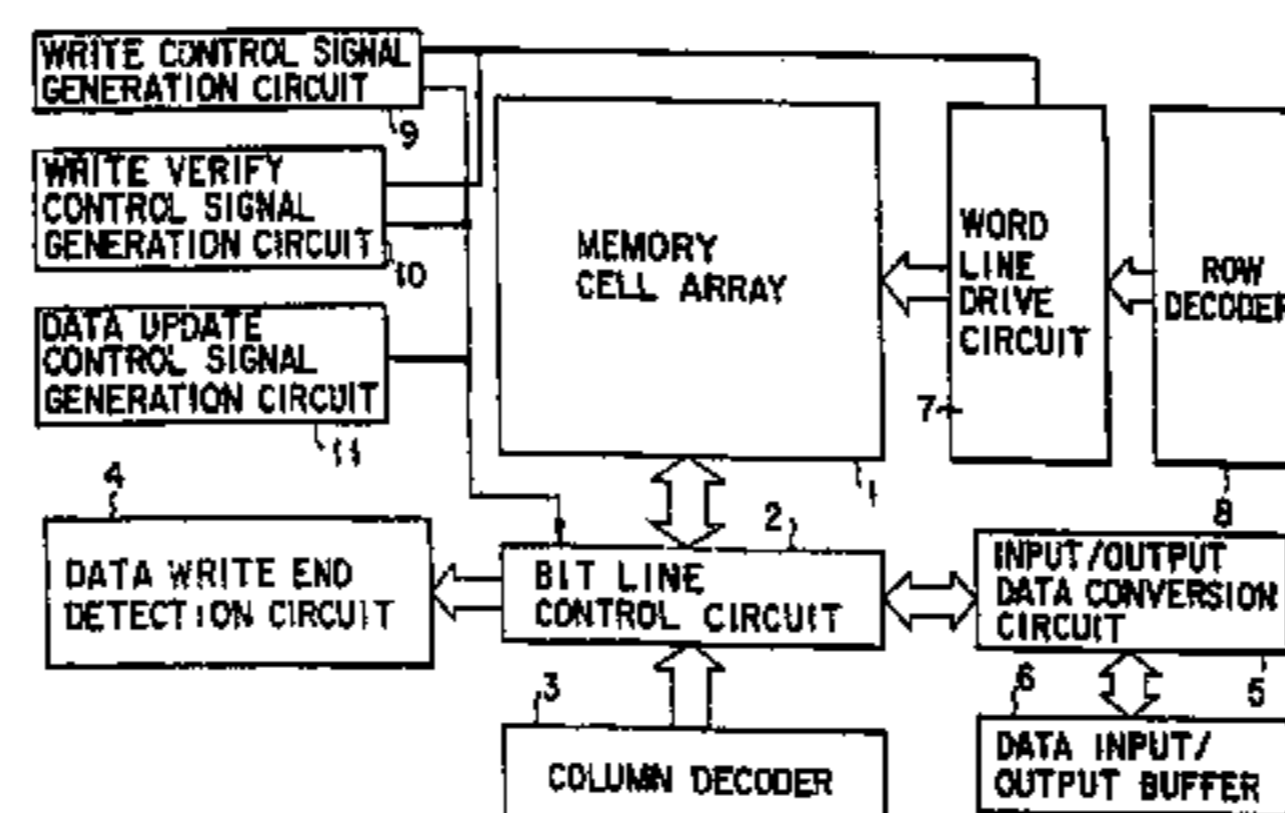 WRITE CONTROL SIGNAL
GENERATION CIRCUIT
9
WRITE VERIFY
CONTROL SIGNAL
GENERATION CIRCUIT
10
DATA UPDATE
CONTROL SIGNAL
GENERATION CIRCUIT
11
MEMORY
CELL ARRAY
1
WORD
LINE
DRIVE
CIRCUIT
7
ROW
DECODER
8
4
DATA WRITE END
DETECTION CIRCUIT
2
BIT LINE
CONTROL CIRCUIT
INPUT/OUTPUT
DATA CONVERSION
CIRCUIT
5
3
COLUMN DECODER
6
DATA INPUT/
OUTPUT BUFFER